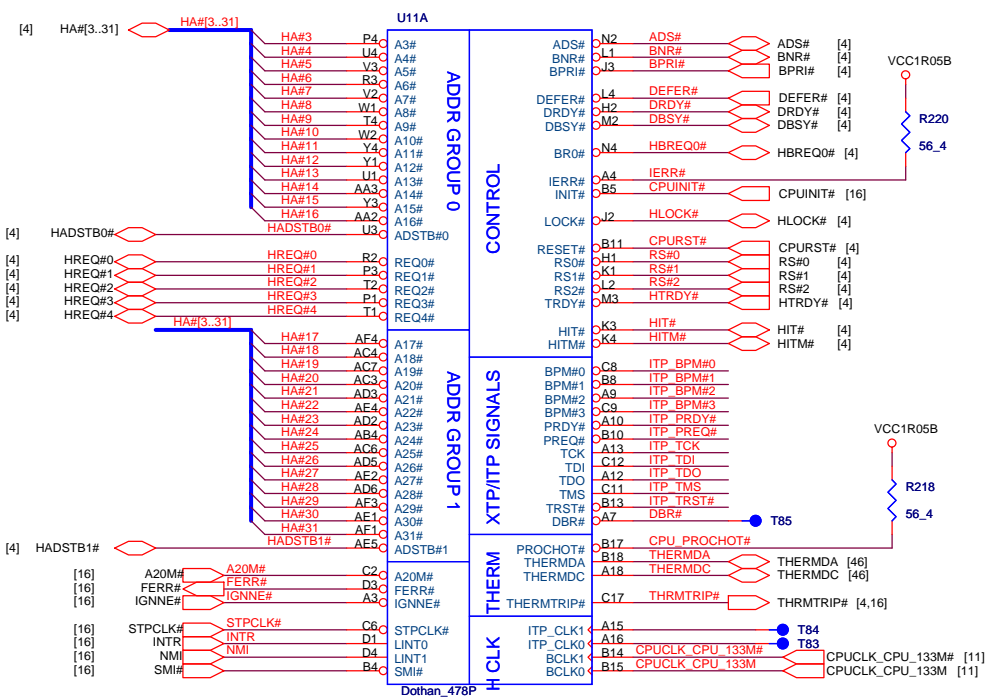 U11A
[4] HA#[3..31] HA#[3..31]
HA#3 P4 A3# ADS# N2 ADS# ADS# [4]
HA#4 U4 A4# BNR# L1 BNR# BNR# [4]
HA#5 V3 A5# BPRI# J3 BPRI# BPRI# [4]
VCC1R05B
HA#6 R3 A6#
HA#7 V2 A7# DEFER# L4 DEFER# DEFER# [4]
HA#8 W1 A8# DRDY# H2 DRDY# DRDY# [4]
HA#9 T4 A9# DBSY# M2 DBSY# DBSY# [4]
R220
56_4
HA#10 W2 A10#
HA#11 Y4 A11# BR0# N4 HBREQ0# HBREQ0# [4]
HA#12 Y1 A12#
HA#13 U1 A13# IERR# A4 IERR#
HA#14 AA3 A14# INIT# B5 CPUINIT# CPUINIT# [16]
HA#15 Y3 A15#
HA#16 AA2 A16# LOCK# J2 HLOCK# HLOCK# [4]
[4] HADSTB0# HADSTB0# U3 ADSTB#0
ADDR GROUP 0
CONTROL
RESET# B11 CPURST# CPURST# [4]
[4] HREQ#0 HREQ#0 R2 REQ0# RS0# H1 RS#0 RS#0 [4]
[4] HREQ#1 HREQ#1 P3 REQ1# RS1# K1 RS#1 RS#1 [4]
[4] HREQ#2 HREQ#2 T2 REQ2# RS2# L2 RS#2 RS#2 [4]
[4] HREQ#3 HREQ#3 P1 REQ3# TRDY# M3 HTRDY# HTRDY# [4]
[4] HREQ#4 HREQ#4 T1 REQ4#
HA#[3..31]
HIT# K3 HIT# HIT# [4]
HA#17 AF4 A17# HITM# K4 HITM# HITM# [4]
HA#18 AC4 A18#
HA#19 AC7 A19# BPM#0 C8 ITP_BPM#0
HA#20 AC3 A20# BPM#1 B8 ITP_BPM#1
HA#21 AD3 A21# BPM#2 A9 ITP_BPM#2
HA#22 AE4 A22# BPM#3 C9 ITP_BPM#3
HA#23 AD2 A23# PRDY# A10 ITP_PRDY#
HA#24 AB4 A24# PREQ# B10 ITP_PREQ#
VCC1R05B
HA#25 AC6 A25# TCK A13 ITP_TCK
HA#26 AD5 A26# TDI C12 ITP_TDI
HA#27 AE2 A27# TDO A12 ITP_TDO
HA#28 AD6 A28# TMS C11 ITP_TMS
R218
56_4
HA#29 AF3 A29# TRST# B13 ITP_TRST#
HA#30 AE1 A30# DBR# A7 DBR# T85
HA#31 AF1 A31#
ADDR GROUP 1
XTP/ITP SIGNALS
[4] HADSTB1# HADSTB1# AE5 ADSTB#1 PROCHOT# B17 CPU_PROCHOT#
THERMDA B18 THERMDA THERMDA [46]
[16] A20M# A20M# C2 A20M# THERMDC A18 THERMDC THERMDC [46]
[16] FERR# FERR# D3 FERR#
[16] IGNNE# IGNNE# A3 IGNNE# THERMTRIP# C17 THRMTRIP# THRMTRIP# [4,16]
THERM
[16] STPCLK# STPCLK# C6 STPCLK# ITP_CLK1 A15 T84
[16] INTR INTR D1 LINT0 ITP_CLK0 A16 T83
[16] NMI NMI D4 LINT1 BCLK1 B14 CPUCLK_CPU_133M# CPUCLK_CPU_133M# [11]
[16] SMI# B4 SMI# BCLK0 B15 CPUCLK_CPU_133M CPUCLK_CPU_133M [11]
H CLK
Dothan_478P